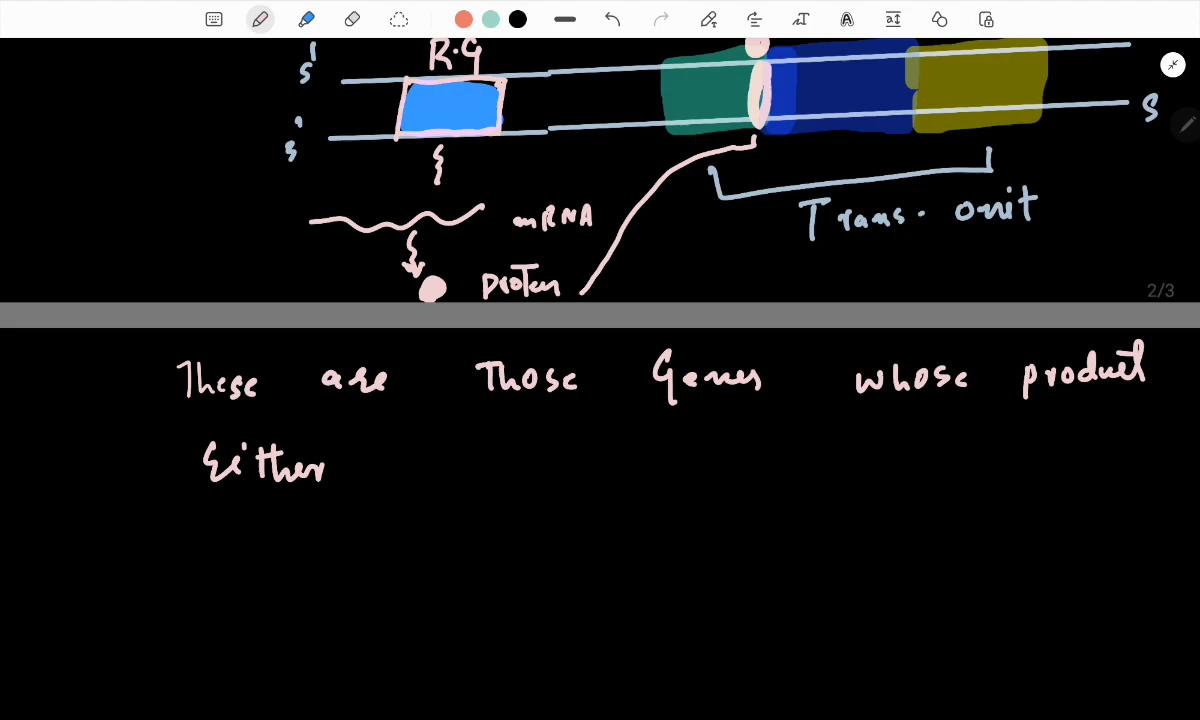 R.G
5'
3'
mRNA
protein
Trans. unit
2/3
These are Those Genes whose product
Either